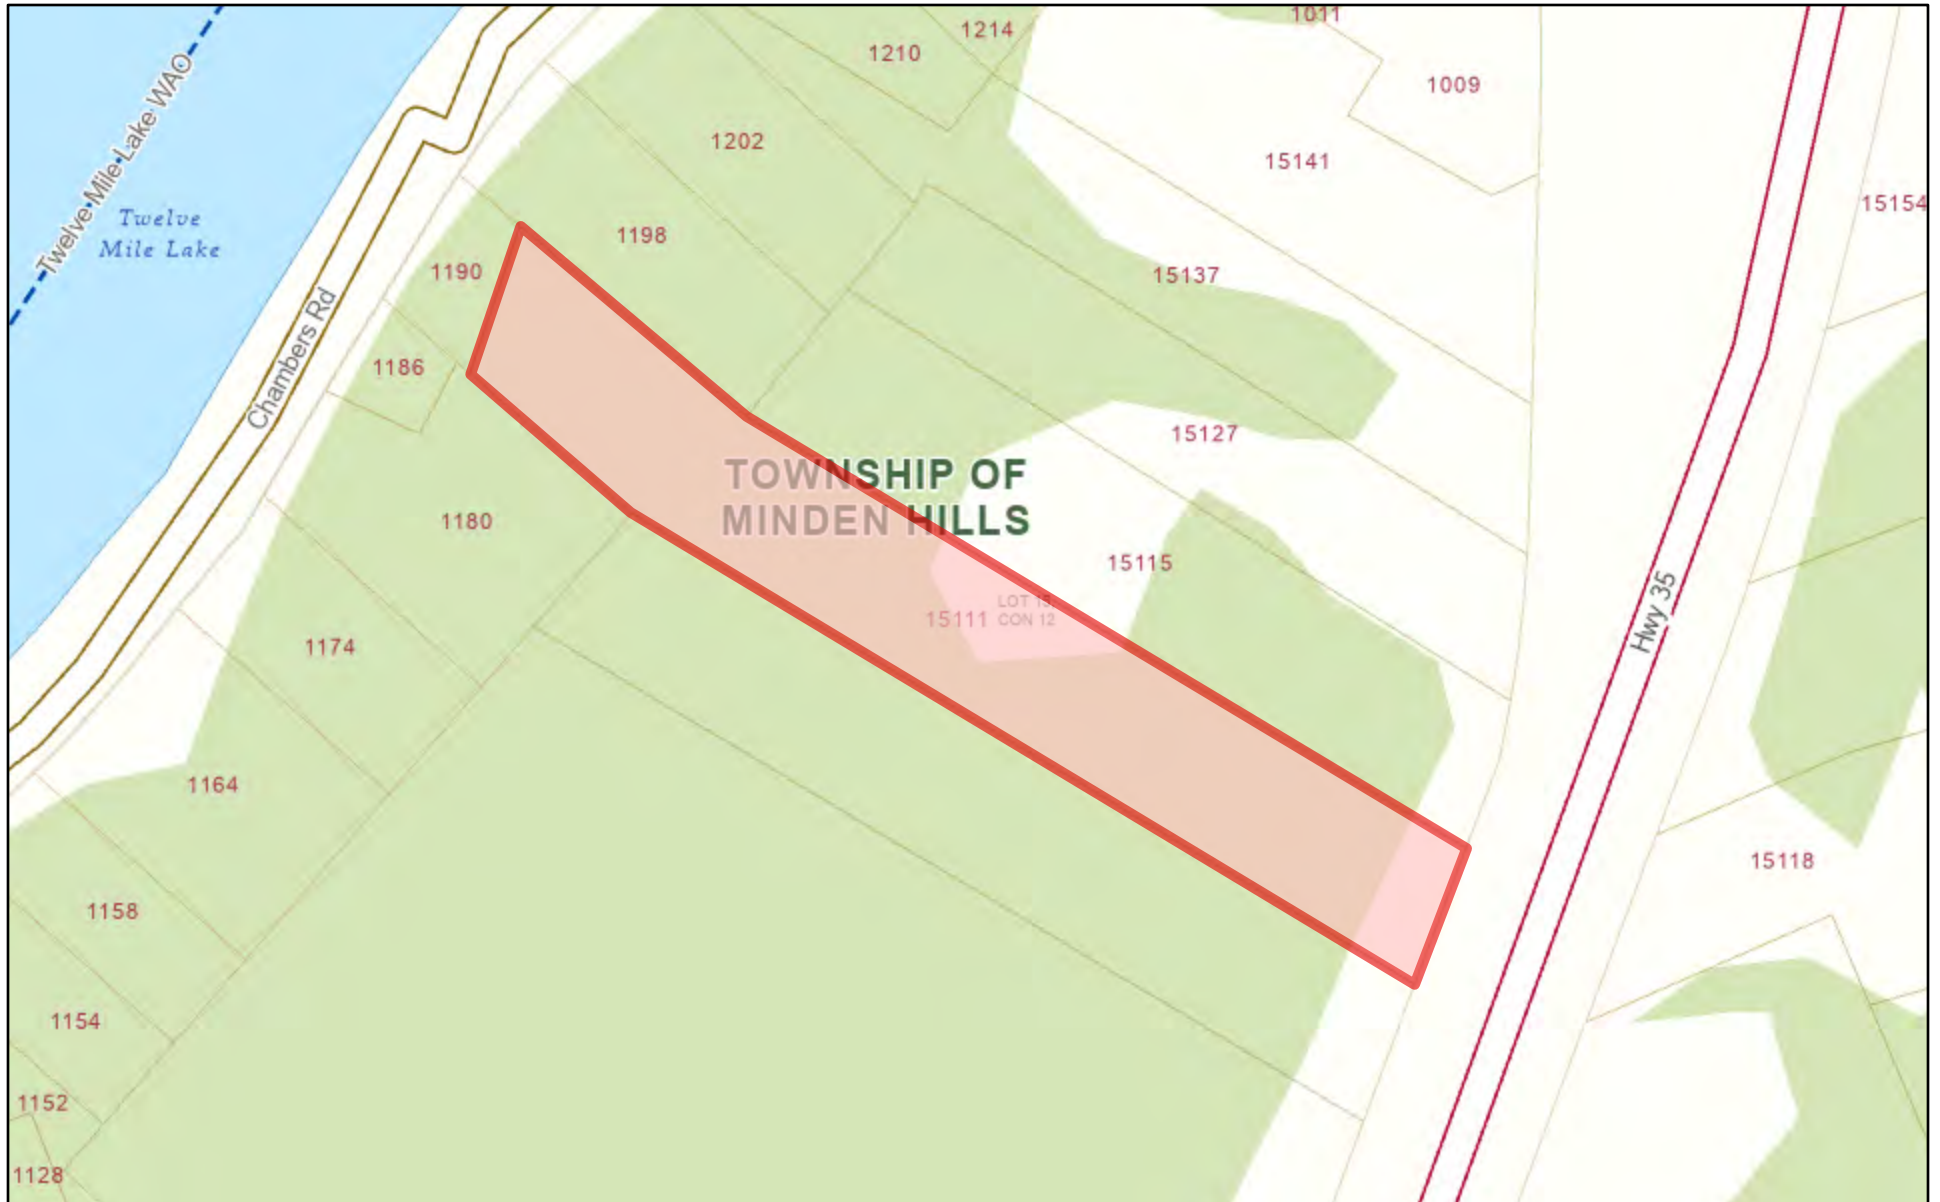 1011
1214
1210
1009
1202
15141
15154
Twelve Mile Lake WAO
Twelve
Mile Lake
1198
1190
15137
Chambers Rd
1186
15127
TOWNSHIP OF
MINDEN HILLS
1180
15115
LOT 15,
15111
CON 12
Hwy 35
1174
1164
15118
1158
1154
1152
1128